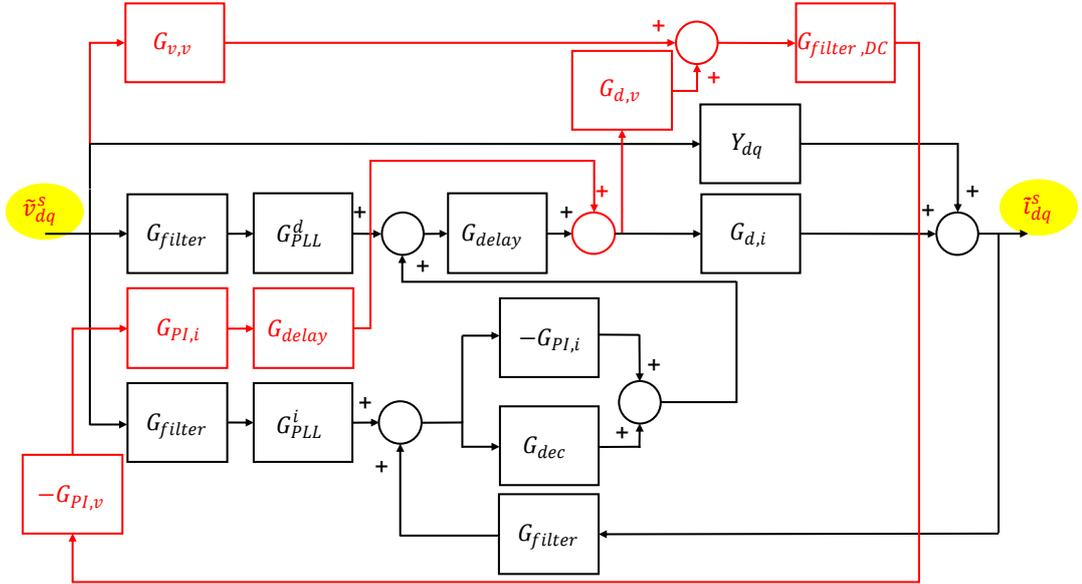 G_{v,v}
+
G_{filter,DC}
+
G_{d,v}
Y_{dq}
+
ṽ^s_{dq}
+
ĩ^s_{dq}
G_{filter}
G^d_{PLL}
+
G_{delay}
+
G_{d,i}
+
+
G_{PI,i}
G_{delay}
−G_{PI,i}
+
G_{filter}
G^i_{PLL}
+
+
G_{dec}
+
−G_{PI,v}
G_{filter}